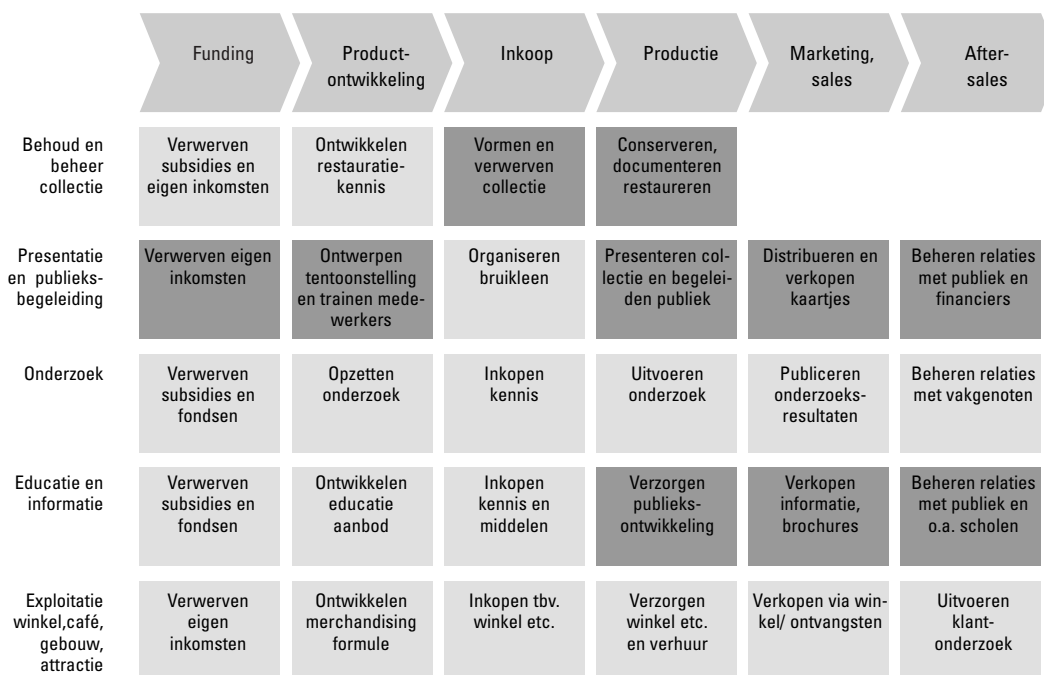 Funding
Product-
ontwikkeling
Inkoop
Productie
Marketing,
sales
After-
sales
Behoud en
beheer
collectie
Verwerven
subsidies en
eigen inkomsten
Ontwikkelen
restauratie-
kennis
Vormen en
verwerven
collectie
Conserveren,
documenteren
restaureren
Presentatie
en publieks-
begeleiding
Verwerven eigen
inkomsten
Ontwerpen
tentoonstelling
en trainen mede-
werkers
Organiseren
bruikleen
Presenteren col-
lectie en begelei-
den publiek
Distribueren en
verkopen
kaartjes
Beheren relaties
met publiek en
financiers
Onderzoek
Verwerven
subsidies en
fondsen
Opzetten
onderzoek
Inkopen
kennis
Uitvoeren
onderzoek
Publiceren
onderzoeks-
resultaten
Beheren relaties
met vakgenoten
Educatie en
informatie
Verwerven
subsidies en
fondsen
Ontwikkelen
educatie
aanbod
Inkopen
kennis en
middelen
Verzorgen
publieks-
ontwikkeling
Verkopen
informatie,
brochures
Beheren relaties
met publiek en
o.a. scholen
Exploitatie
winkel,café,
gebouw,
attractie
Verwerven
eigen
inkomsten
Ontwikkelen
merchandising
formule
Inkopen tbv.
winkel etc.
Verzorgen
winkel etc.
en verhuur
Verkopen via win-
kel/ ontvangsten
Uitvoeren
klant-
onderzoek